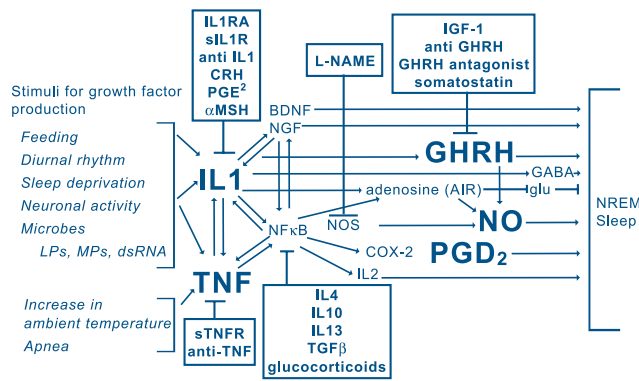 IL1RA
sIL1R
anti IL1
CRH
PGE²
αMSH
L-NAME
IGF-1
anti GHRH
GHRH antagonist
somatostatin
Stimuli for growth factor
production
Feeding
Diurnal rhythm
Sleep deprivation
Neuronal activity
Microbes
LPs, MPs, dsRNA
Increase in
ambient temperature
Apnea
BDNF
NGF
IL1
GHRH
GABA
adenosine (AIR)
glu
NOS
NO
NFκB
COX-2
PGD₂
IL2
TNF
NREM
Sleep
sTNFR
anti-TNF
IL4
IL10
IL13
TGFβ
glucocorticoids